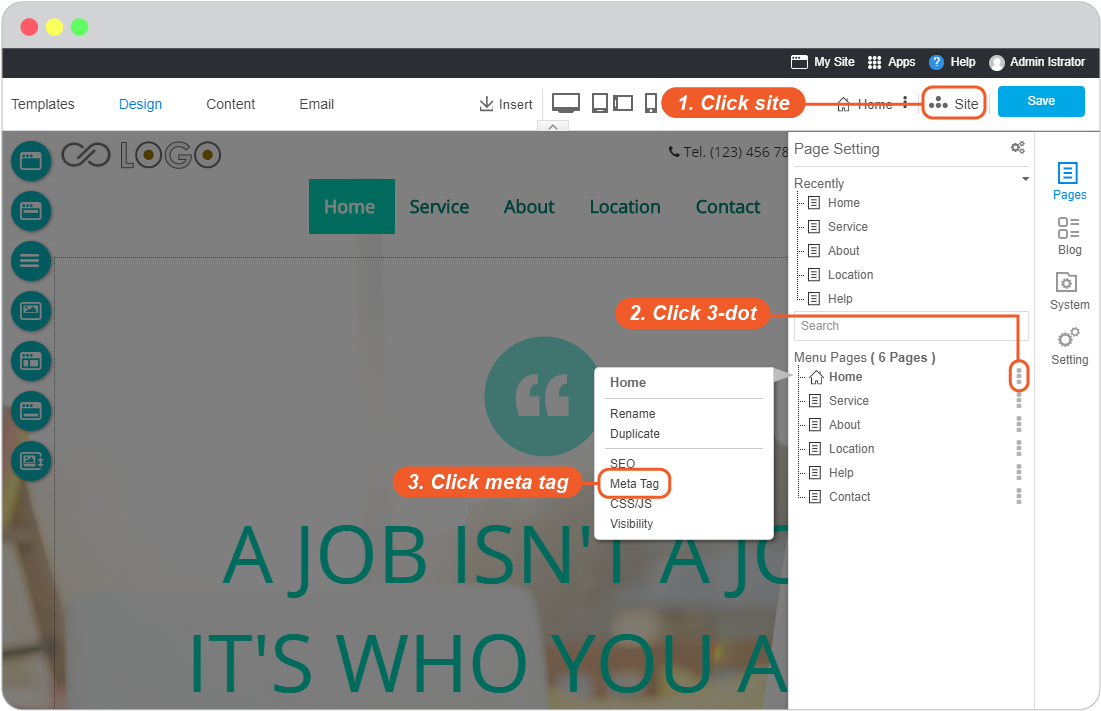 My Site Apps ? Help Admin Istrator
Templates Design Content Email Insert 1. Click site Home Site Save
LOGO Tel. (123) 456 78
Home Service About Location Contact
Page Setting
Recently
Home
Service
About
Location
Help
2. Click 3-dot
Search
Menu Pages ( 6 Pages )
Home
Service
About
Location
Help
Contact
Pages
Blog
System
Setting
Home
Rename
Duplicate
SEO
3. Click meta tag
Meta Tag
CSS/JS
Visibility
A JOB ISN'T A JO
IT'S WHO YOU A